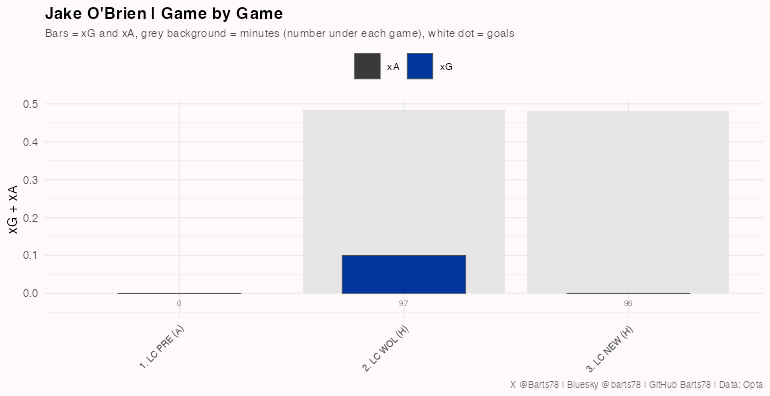 Jake O'Brien | Game by Game
Bars = xG and xA, grey background = minutes (number under each game), white dot = goals
xA xG
xG + xA
0.5
0.4
0.3
0.2
0.1
0.0
0 97 96
1. LC PRE (A) 2. LC WOL (H) 3. LC NEW (H)
X @Barts78 | Bluesky @barts78 | GitHub Barts78 | Data: Opta